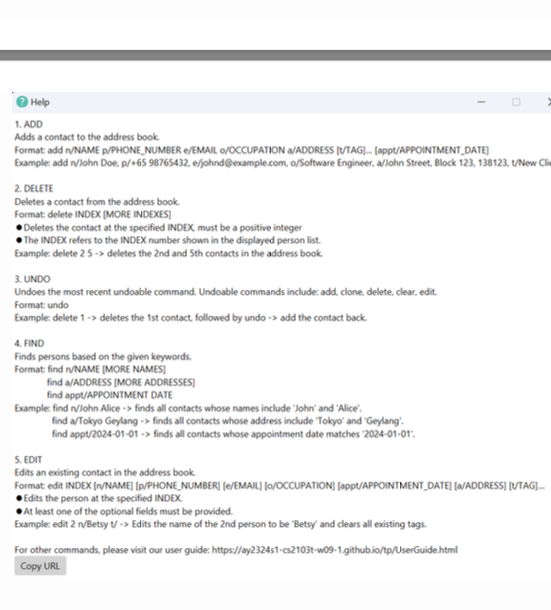 Help
1. ADD
Adds a contact to the address book.
Format: add n/NAME p/PHONE_NUMBER e/EMAIL o/OCCUPATION a/ADDRESS [t/TAG]... [appt/APPOINTMENT_DATE]
Example: add n/John Doe, p/+65 98765432, e/johnd@example.com, o/Software Engineer, a/John Street, Block 123, 138123, t/New Clie
2. DELETE
Deletes a contact from the address book.
Format: delete INDEX [MORE INDEXES]
●Deletes the contact at the specified INDEX, must be a positive integer
●The INDEX refers to the INDEX number shown in the displayed person list.
Example: delete 2 5 -> deletes the 2nd and 5th contacts in the address book.
3. UNDO
Undoes the most recent undoable command. Undoable commands include: add, clone, delete, clear, edit.
Format: undo
Example: delete 1 -> deletes the 1st contact, followed by undo -> add the contact back.
4. FIND
Finds persons based on the given keywords.
Format: find n/NAME [MORE NAMES]
find a/ADDRESS [MORE ADDRESSES]
find appt/APPOINTMENT DATE
Example: find n/John Alice -> finds all contacts whose names include 'John' and 'Alice'.
find a/Tokyo Geylang -> finds all contacts whose address include 'Tokyo' and 'Geylang'.
find appt/2024-01-01 -> finds all contacts whose appointment date matches '2024-01-01'.
5. EDIT
Edits an existing contact in the address book.
Format: edit INDEX [n/NAME] [p/PHONE_NUMBER] [e/EMAIL] [o/OCCUPATION] [appt/APPOINTMENT_DATE] [a/ADDRESS] [t/TAG]...
●Edits the person at the specified INDEX.
●At least one of the optional fields must be provided.
Example: edit 2 n/Betsy t/ -> Edits the name of the 2nd person to be 'Betsy' and clears all existing tags.
For other commands, please visit our user guide: https://ay2324s1-cs2103t-w09-1.github.io/tp/UserGuide.html
Copy URL